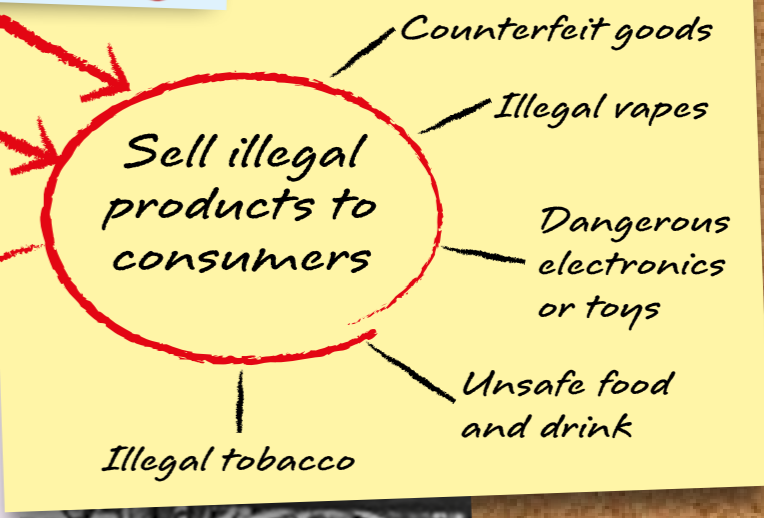 Counterfeit goods
Illegal vapes
Sell illegal
products to
consumers
Dangerous
electronics
or toys
Unsafe food
and drink
Illegal tobacco